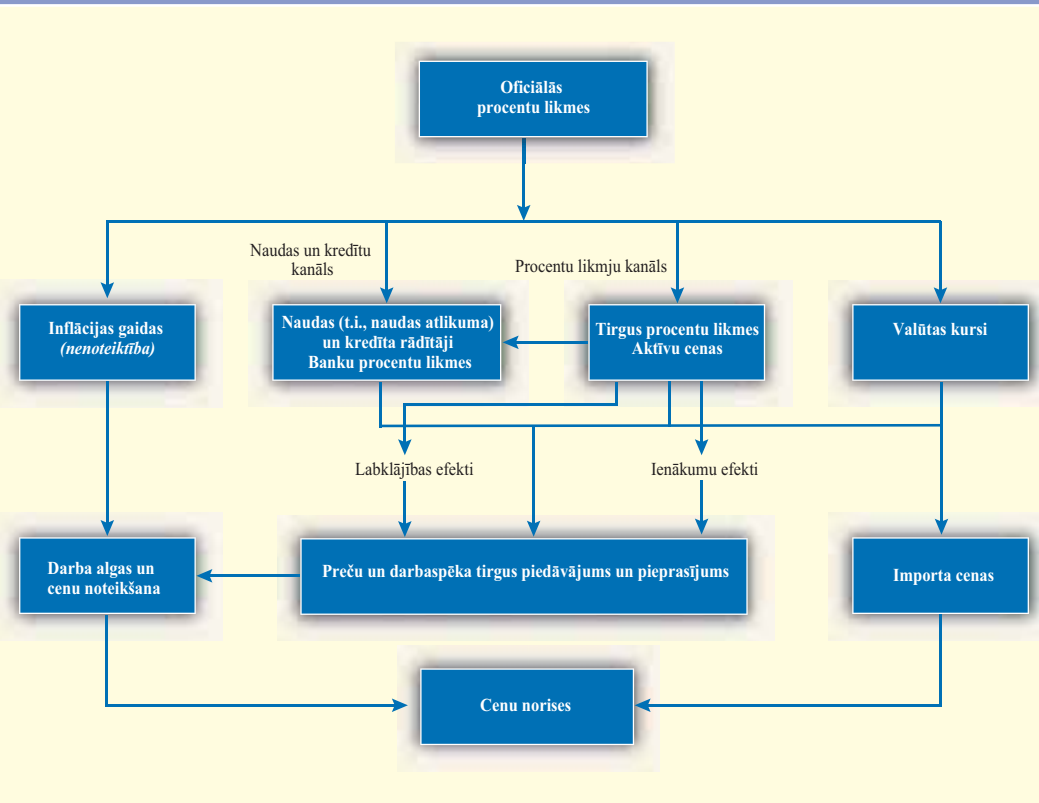 Oficiālās
procentu likmes
Naudas un kredītu
kanāls
Procentu likmju kanāls
Inflācijas gaidas
(nenoteiktība)
Naudas (t.i., naudas atlikuma)
un kredīta rādītāji
Banku procentu likmes
Tirgus procentu likmes
Aktīvu cenas
Valūtas kursi
Labklājības efekti
Ienākumu efekti
Darba algas un
cenu noteikšana
Preču un darbaspēka tirgus piedāvājums un pieprasījums
Importa cenas
Cenu norises